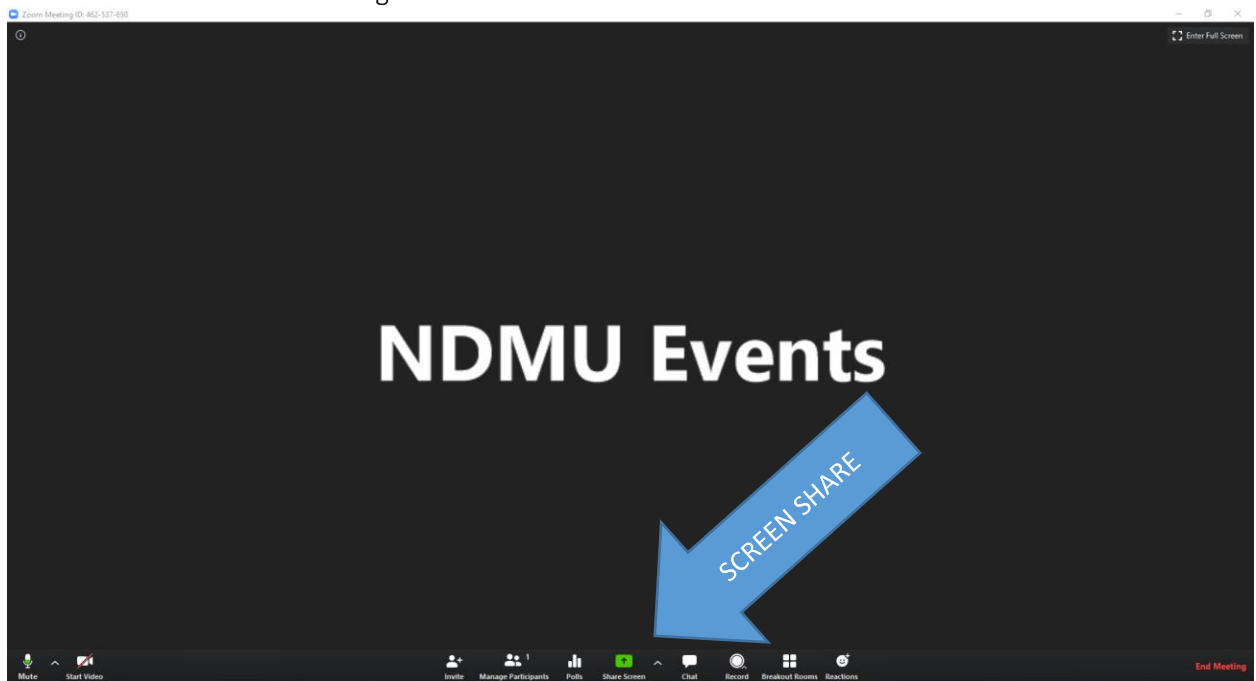 Zoom Meeting ID: 462-537-650
Enter Full Screen
NDMU Events
SCREEN SHARE
Mute
Start Video
Invite
Manage Participants
1
Polls
Share Screen
Chat
Record
Breakout Rooms
Reactions
End Meeting